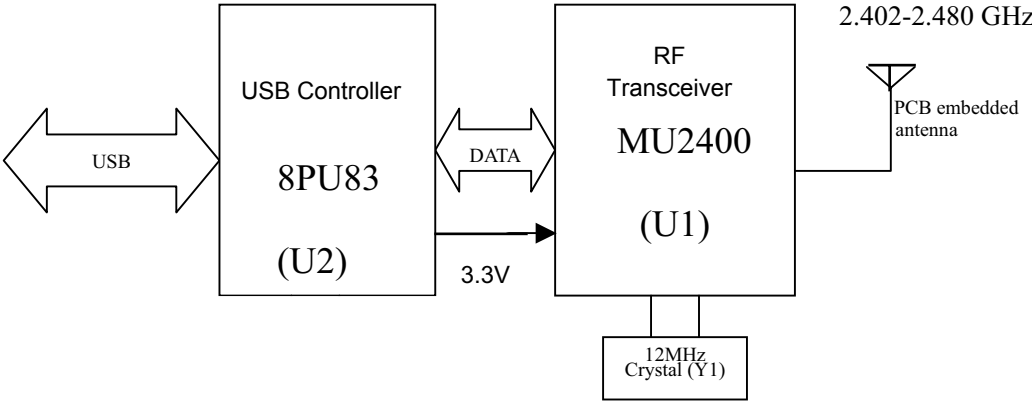 2.402-2.480 GHz
USB Controller
8PU83
(U2)
RF
Transceiver
MU2400
(U1)
USB
DATA
3.3V
PCB embedded
antenna
12MHz
Crystal (Y1)